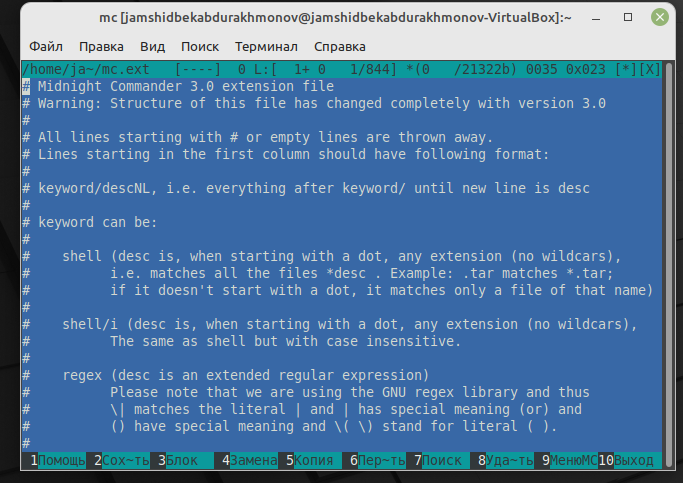 mc [jamshidbekabdurakhmonov@jamshidbekabdurakhmonov-VirtualBox]:~
Файл Правка Вид Поиск Терминал Справка
/home/ja~/mc.ext [----] 0 L:[ 1+ 0 1/844] *(0 /21322b) 0035 0x023 [*][X]
# Midnight Commander 3.0 extension file
# Warning: Structure of this file has changed completely with version 3.0
#
# All lines starting with # or empty lines are thrown away.
# Lines starting in the first column should have following format:
#
# keyword/descNL, i.e. everything after keyword/ until new line is desc
#
# keyword can be:
#
# shell (desc is, when starting with a dot, any extension (no wildcars),
# i.e. matches all the files *desc . Example: .tar matches *.tar;
# if it doesn't start with a dot, it matches only a file of that name)
#
# shell/i (desc is, when starting with a dot, any extension (no wildcars),
# The same as shell but with case insensitive.
#
# regex (desc is an extended regular expression)
# Please note that we are using the GNU regex library and thus
# \| matches the literal | and | has special meaning (or) and
# () have special meaning and \( \) stand for literal ( ).
#
1Помощь 2Сох~ть 3Блок 4Замена 5Копия 6Пер~ть 7Поиск 8Уда~ть 9МенюMC 10Выход